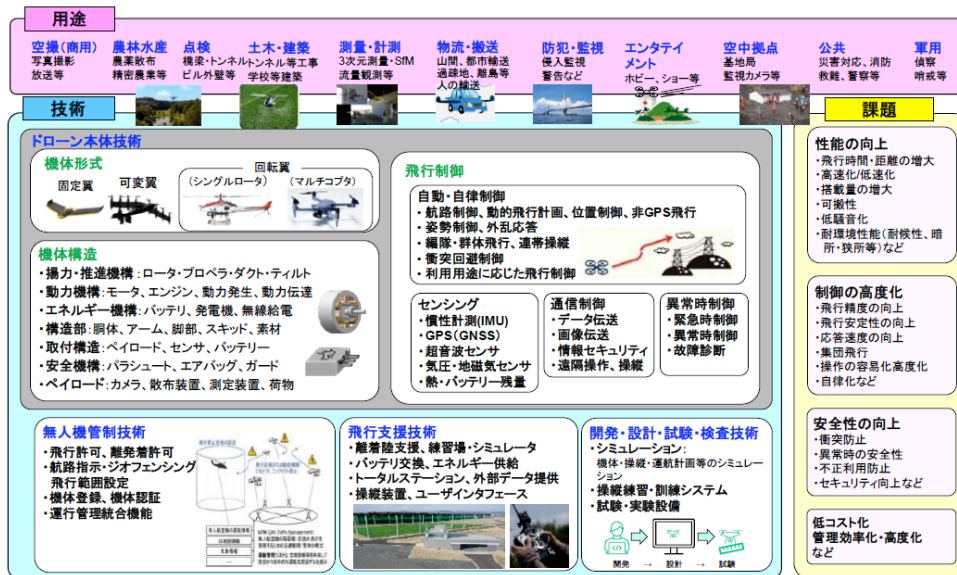 用途
空撮(商用)
写真撮影
放送等
農林水産
農薬散布
精密農業等
点検
橋梁・トンネル
ビル外壁等
土木・建築
トンネル等工事
学校等建築
測量・計測
3次元測量・SfM
流量観測等
物流・搬送
山間、都市輸送
過疎地、離島等
人の輸送
防犯・監視
侵入監視
警告など
エンタテイ
メント
ホビー、ショー等
空中拠点
基地局
監視カメラ等
公共
災害対応、消防
救難、警察等
軍用
偵察
哨戒等
技術
ドローン本体技術
機体形式
固定翼
可変翼
回転翼
(シングルロータ)
(マルチコプタ)
機体構造
・揚力・推進機構:ロータ・プロペラ・ダクト・ティルト
・動力機構:モータ、エンジン、動力発生、動力伝達
・エネルギー機構:バッテリ、発電機、無線給電
・構造部:胴体、アーム、脚部、スキッド、素材
・取付構造:ペイロード、センサ、バッテリー
・安全機構:パラシュート、エアバッグ、ガード
・ペイロード:カメラ、散布装置、測定装置、荷物
飛行制御
自動・自律制御
・航路制御、動的飛行計画、位置制御、非GPS飛行
・姿勢制御、外乱応答
・編隊・群体飛行、連帯操縦
・衝突回避制御
・利用用途に応じた飛行制御
センシング
・慣性計測(IMU)
・GPS(GNSS)
・超音波センサ
・気圧・地磁気センサ
・熱・バッテリー残量
通信制御
・データ伝送
・画像伝送
・情報セキュリティ
・遠隔操作、操縦
異常時制御
・緊急時制御
・異常時制御
・故障診断
無人機管制技術
・飛行許可、離発着許可
・航路指示・ジオフェンシング
飛行範囲設定
・機体登録、機体認証
・運行管理統合機能
飛行支援技術
・離着陸支援、練習場・シミュレータ
・バッテリ交換、エネルギー供給
・トータルステーション、外部データ提供
・操縦装置、ユーザインタフェース
開発・設計・試験・検査技術
・シミュレーション:
機体・操縦・運航計画等のシミュレー
ション
・操縦練習・訓練システム
・試験・実験設備
開発 → 設計 → 試験
課題
性能の向上
・飛行時間・距離の増大
・高速化/低速化
・搭載量の増大
・可搬性
・低騒音化
・耐環境性能(耐候性、暗
所・狭所等)など
制御の高度化
・飛行精度の向上
・飛行安定性の向上
・応答速度の向上
・集団飛行
・操作の容易化高度化
・自律化など
安全性の向上
・衝突防止
・異常時の安全性
・不正利用防止
・セキュリティ向上など
低コスト化
管理効率化・高度化
など